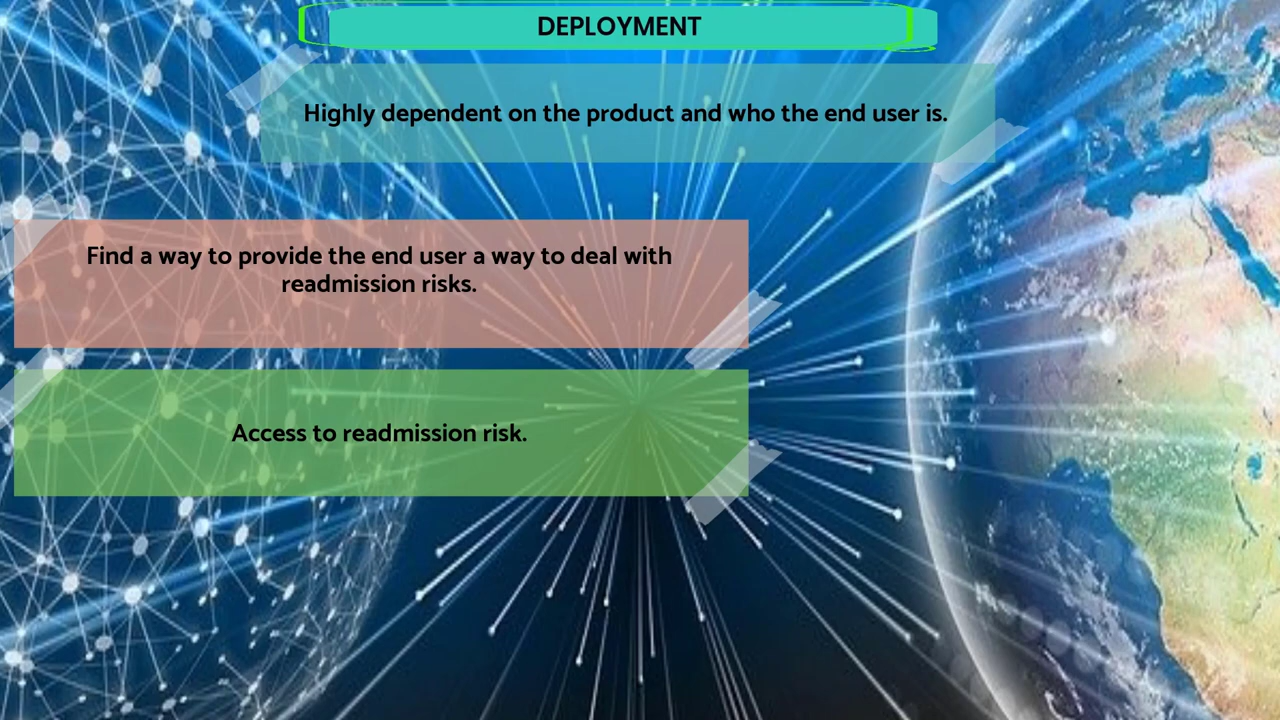 DEPLOYMENT
Highly dependent on the product and who the end user is.
Find a way to provide the end user a way to deal with
readmission risks.
Access to readmission risk.